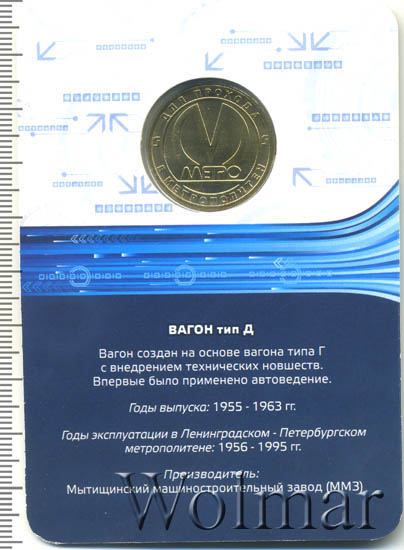 ДЛЯ ПРОХОДА
МЕТРО
В МЕТРОПОЛИТЕН
ВАГОН тип Д
Вагон создан на основе вагона типа Г
с внедрением технических новшеств.
Впервые было применено автоведение.
Годы выпуска: 1955 - 1963 гг.
Годы эксплуатации в Ленинградском - Петербургском
метрополитене: 1956 - 1995 гг.
Производитель:
Мытищинский машиностроительный завод (ММЗ)
Wolmar